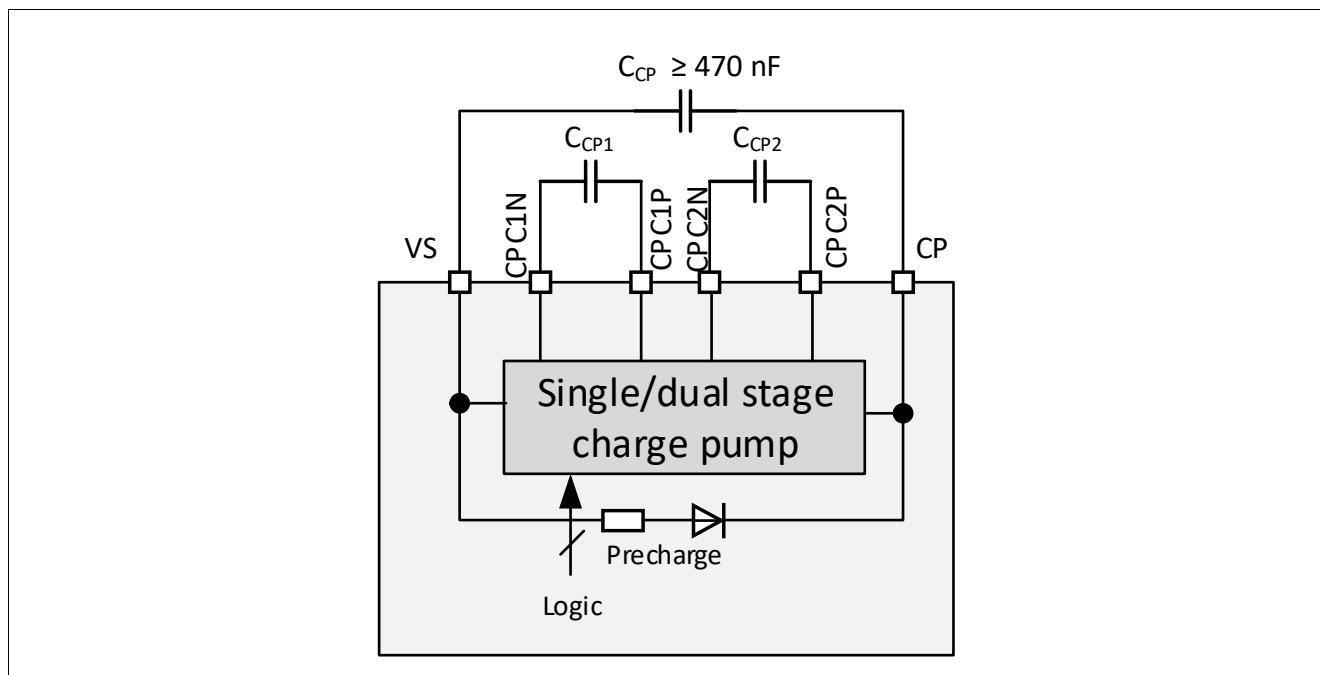 CCP ≥ 470 nF
CCP1
CCP2
VS
CPC1N
CPC1P
CPC2N
CPC2P
CP
Single/dual stage
charge pump
Precharge
Logic